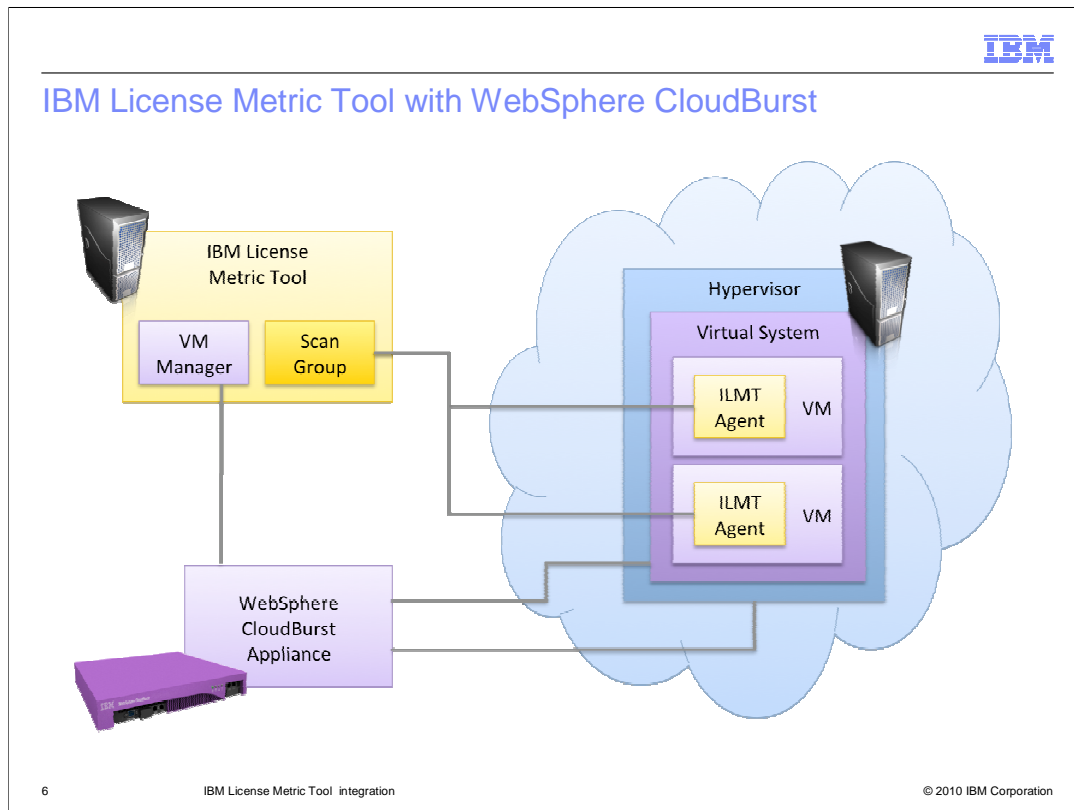 IBM
IBM License Metric Tool with WebSphere CloudBurst
IBM License
Metric Tool
VM
Manager
Scan
Group
Hypervisor
Virtual System
ILMT
Agent
VM
ILMT
Agent
VM
WebSphere
CloudBurst
Appliance
IBM
6
IBM License Metric Tool integration
© 2010 IBM Corporation